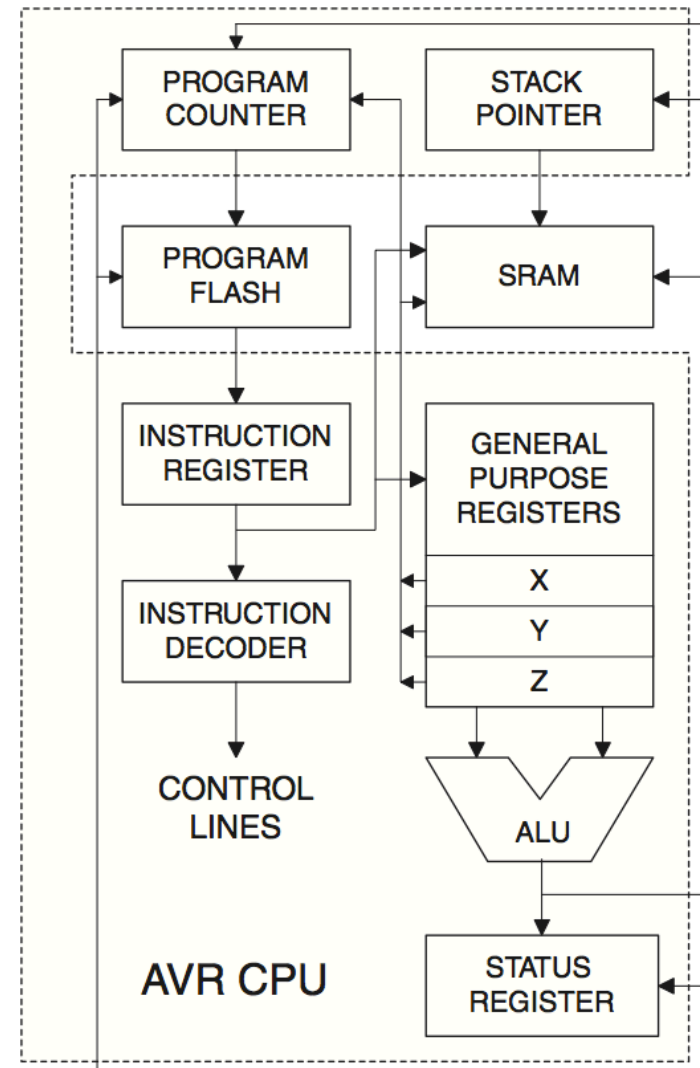 PROGRAM
COUNTER
STACK
POINTER
PROGRAM
FLASH
SRAM
INSTRUCTION
REGISTER
GENERAL
PURPOSE
REGISTERS
X
Y
Z
INSTRUCTION
DECODER
CONTROL
LINES
ALU
AVR CPU
STATUS
REGISTER